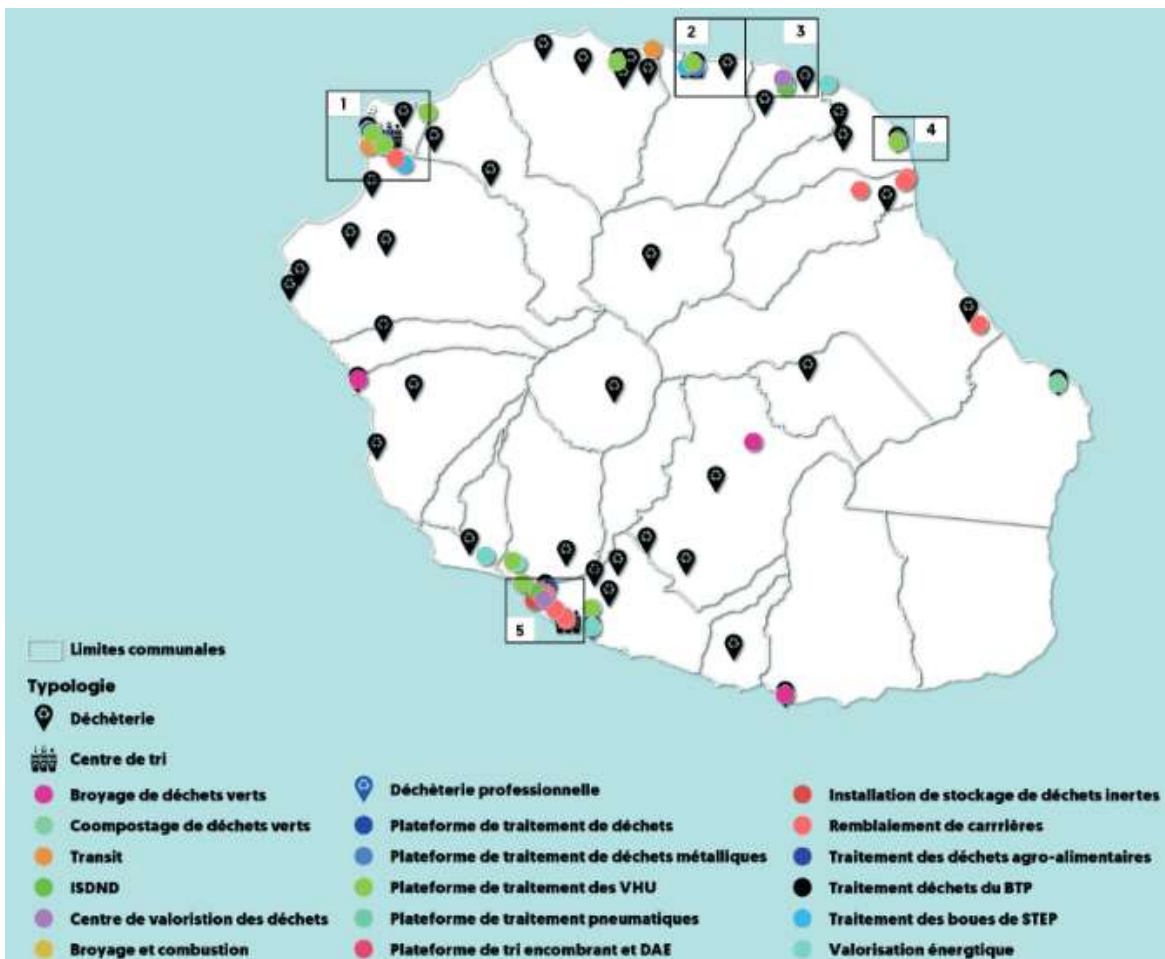 1
2
3
4
5
Limites communales
Typologie
Déchèterie
Centre de tri
Broyage de déchets verts
Coompostage de déchets verts
Transit
ISDND
Centre de valoristion des déchets
Broyage et combustion
Déchèterie professionnelle
Plateforme de traitement de déchets
Plateforme de traitement de déchets métalliques
Plateforme de traitement des VHU
Plateforme de traitement pneumatiques
Plateforme de tri encombrant et DAE
Installation de stockage de déchets inertes
Remblaiement de carrrières
Traitement des déchets agro-alimentaires
Traitement déchets du BTP
Traitement des boues de STEP
Valorisation énergtique